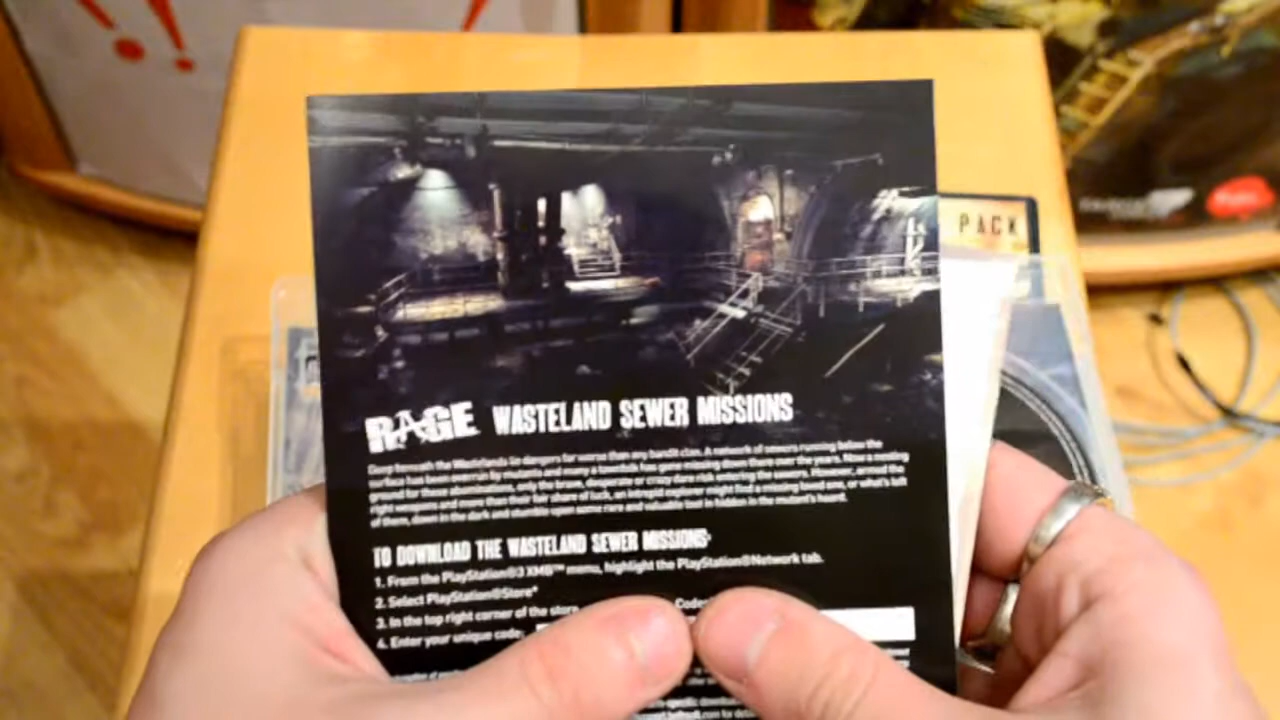 PACK
RAGE WASTELAND SEWER MISSIONS
Deep beneath the Wastelands lie dangers far worse than any bandit clan. A network of sewers running below the
surface has been overrun by mutants and many a townfolk has gone missing down there over the years. Now a nesting
ground for these abominations, only the brave, desperate or crazy dare risk entering the sewers. However, armed the
right weapons and more than their fair share of luck, an intrepid explorer might find a missing loved one, or what's left
of them, down in the dark and stumble upon some rare and valuable loot in hidden in the mutant's hoard.
TO DOWNLOAD THE WASTELAND SEWER MISSIONS:
1. From the PlayStation®3 XMB™ menu, highlight the PlayStation®Network tab.
2. Select PlayStation®Store*
3. In the top right corner of the store
4. Enter your unique code: